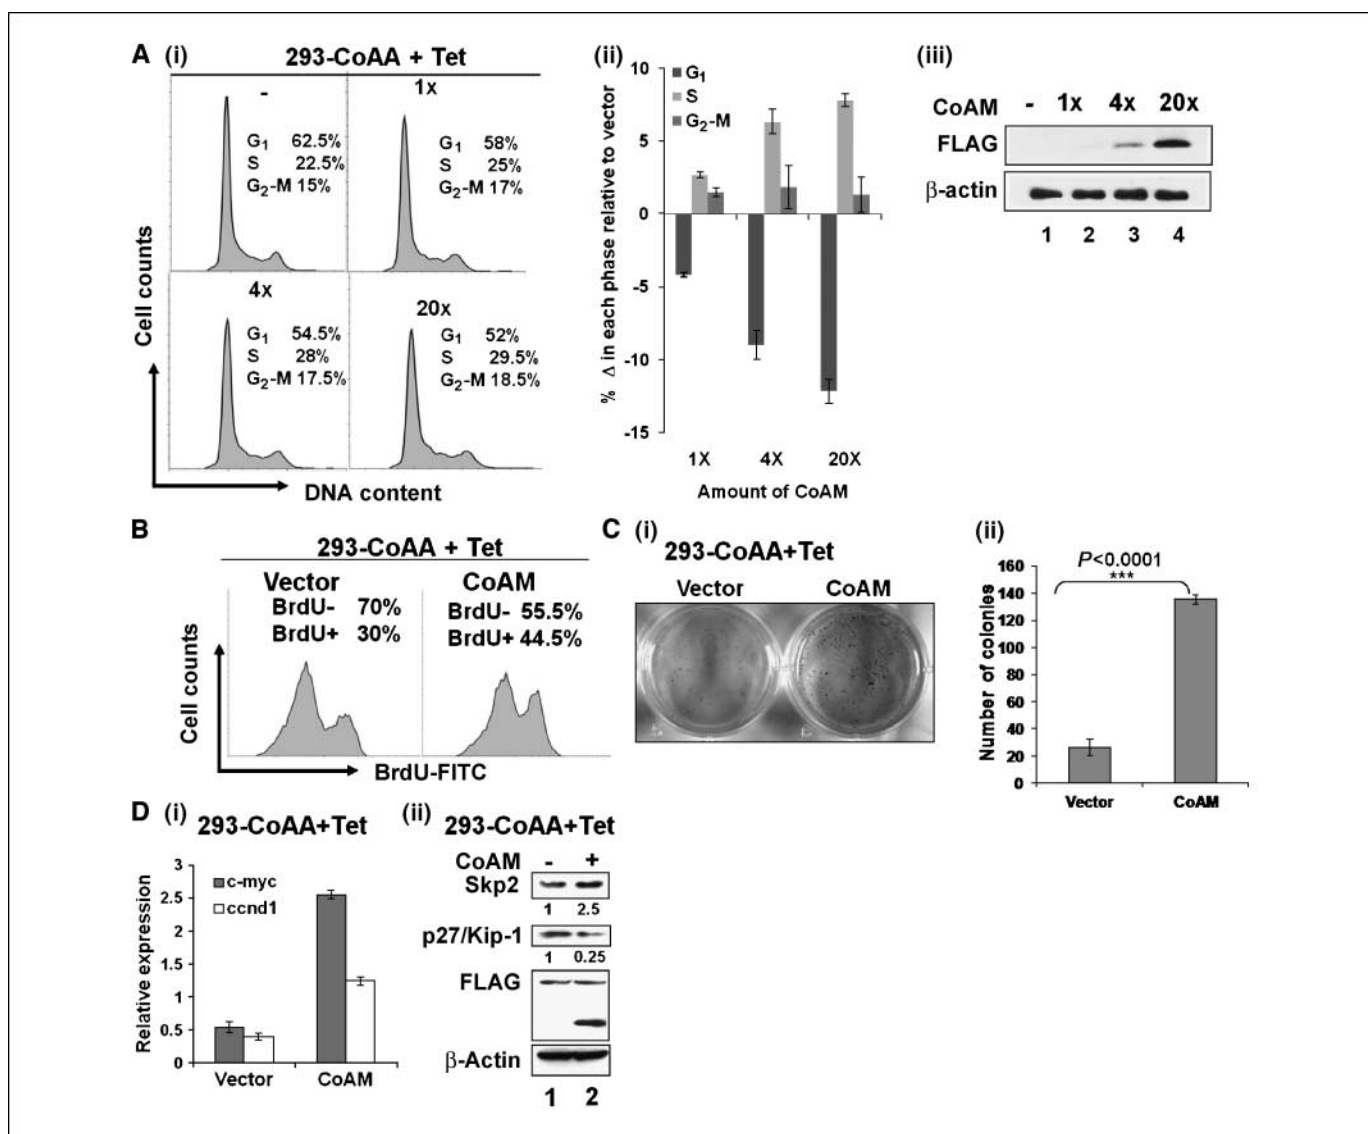 A (i)
293-CoAA + Tet
-
G1 62.5%
S 22.5%
G2-M 15%
1x
G1 58%
S 25%
G2-M 17%
4x
G1 54.5%
S 28%
G2-M 17.5%
20x
G1 52%
S 29.5%
G2-M 18.5%
Cell counts
DNA content
(ii)
% Δ in each phase relative to vector
10
5
0
-5
-10
-15
G1
S
G2-M
1X 4X 20X
Amount of CoAM
(iii)
CoAM - 1x 4x 20x
FLAG
β-actin
1 2 3 4
B
293-CoAA + Tet
Vector
BrdU- 70%
BrdU+ 30%
CoAM
BrdU- 55.5%
BrdU+ 44.5%
Cell counts
BrdU-FITC
C (i)
293-CoAA+Tet
Vector CoAM
(ii)
P<0.0001
***
Number of colonies
160
140
120
100
80
60
40
20
0
Vector CoAM
D (i)
293-CoAA+Tet
Relative expression
3
2.5
2
1.5
1
0.5
0
c-myc
ccnd1
Vector CoAM
(ii)
293-CoAA+Tet
CoAM - +
Skp2
1 2.5
p27/Kip-1
1 0.25
FLAG
β-Actin
1 2